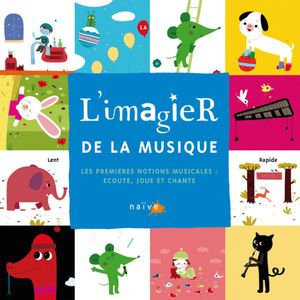 LA
L'imagieR
DE LA MUSIQUE
LES PREMIERES NOTIONS MUSICALES :
ECOUTE, JOUE ET CHANTE
naïve
Lent
Rapide